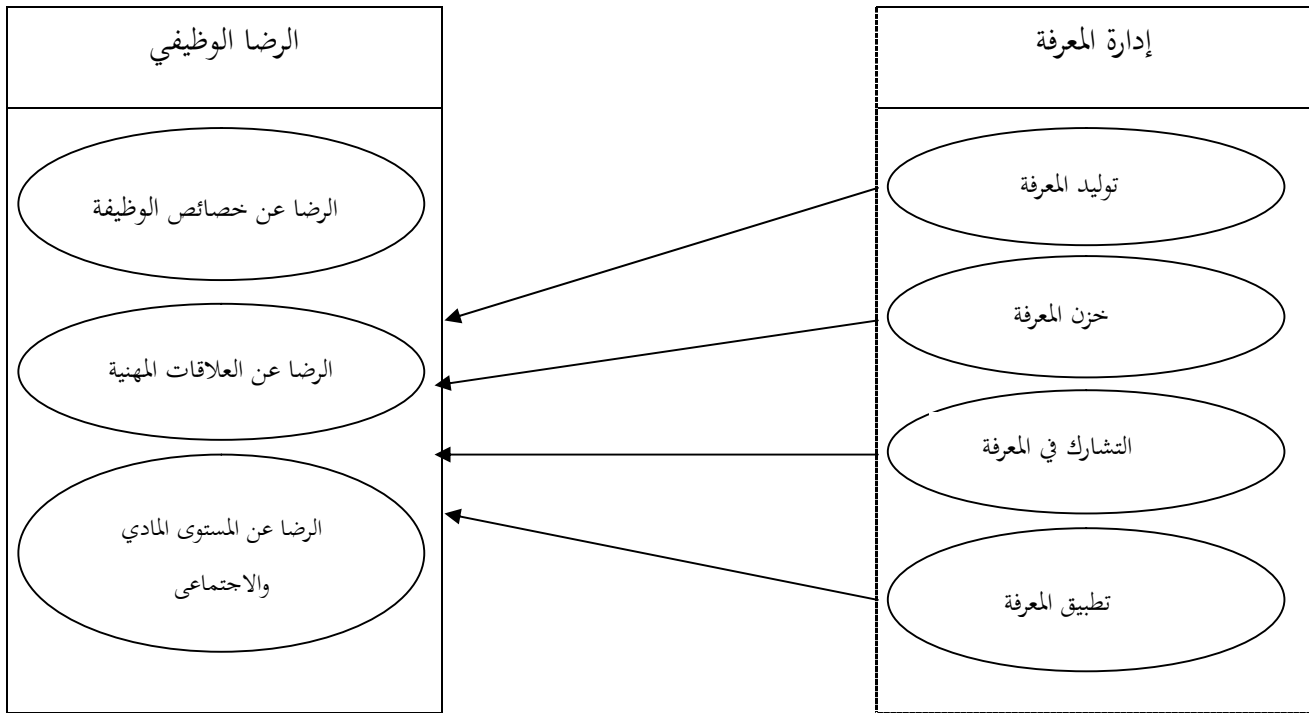 إدارة المعرفة
توليد المعرفة
خزن المعرفة
التشارك في المعرفة
تطبيق المعرفة
الرضا الوظيفي
الرضا عن خصائص الوظيفة
الرضا عن العلاقات المهنية
الرضا عن المستوى المادي
والاجتماعى